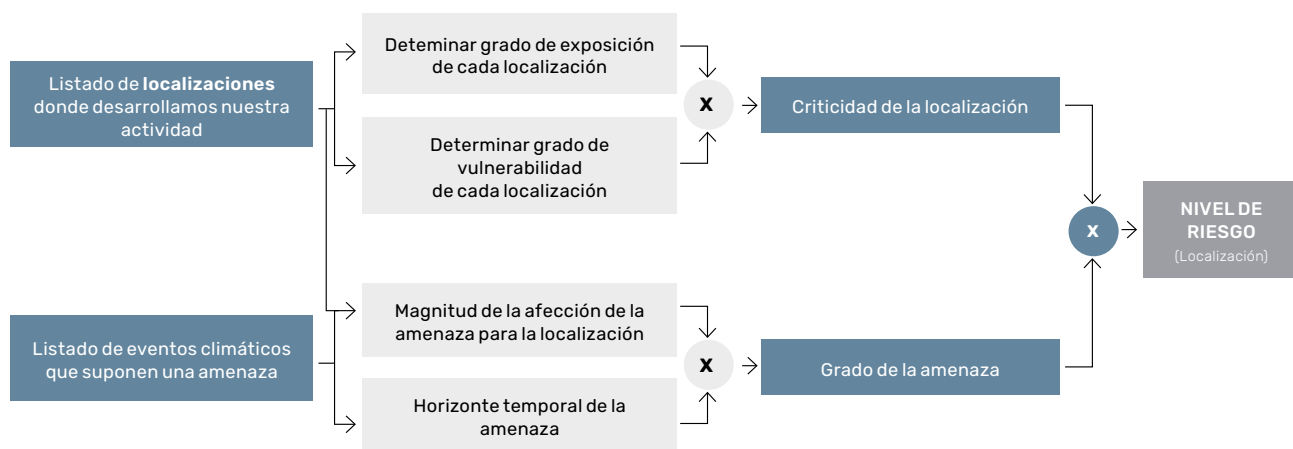 Listado de localizaciones
donde desarrollamos nuestra
actividad
Deteminar grado de exposición
de cada localización
Determinar grado de
vulnerabilidad
de cada localización
X
Criticidad de la localización
Listado de eventos climáticos
que suponen una amenaza
Magnitud de la afección de la
amenaza para la localización
Horizonte temporal de la
amenaza
X
Grado de la amenaza
X
NIVEL DE
RIESGO
(Localización)